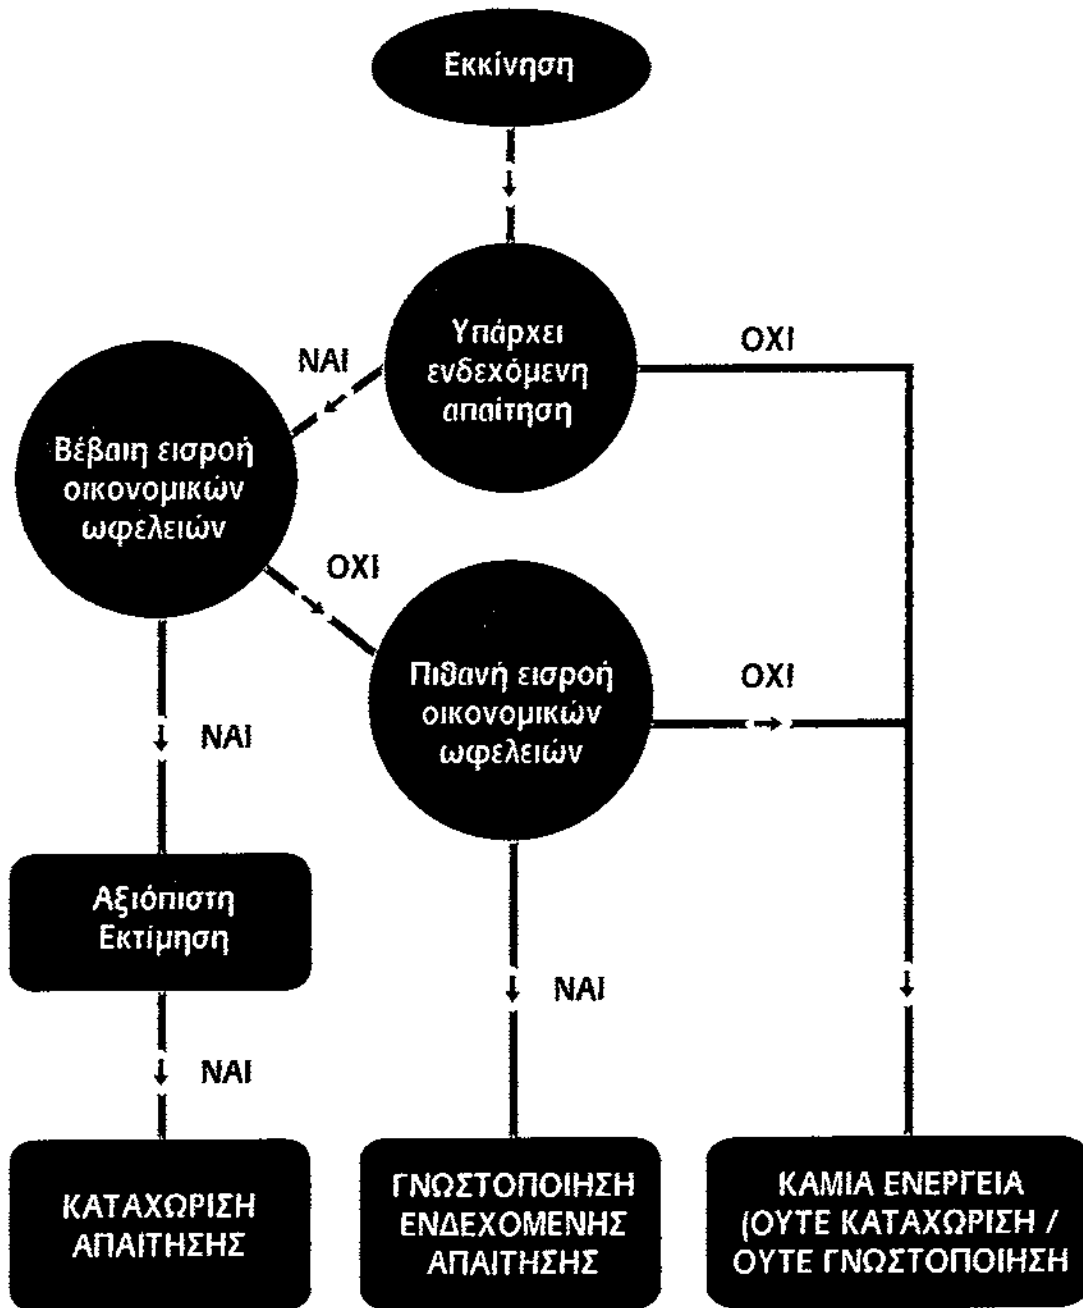 Εκκίνηση
Υπάρχει
ενδεχόμενη
απαίτηση
ΝΑΙ
ΟΧΙ
Βέβαιη εισροή
οικονομικών
ωφελειών
ΟΧΙ
Πιθανή εισροή
οικονομικών
ωφελειών
ΟΧΙ
ΝΑΙ
Αξιόπιστη
Εκτίμηση
ΝΑΙ
ΝΑΙ
ΚΑΤΑΧΩΡΙΣΗ
ΑΠΑΙΤΗΣΗΣ
ΓΝΩΣΤΟΠΟΙΗΣΗ
ΕΝΔΕΧΟΜΕΝΗΣ
ΑΠΑΙΤΗΣΗΣ
ΚΑΜΙΑ ΕΝΕΡΓΕΙΑ
(ΟΥΤΕ ΚΑΤΑΧΩΡΙΣΗ /
ΟΥΤΕ ΓΝΩΣΤΟΠΟΙΗΣΗ